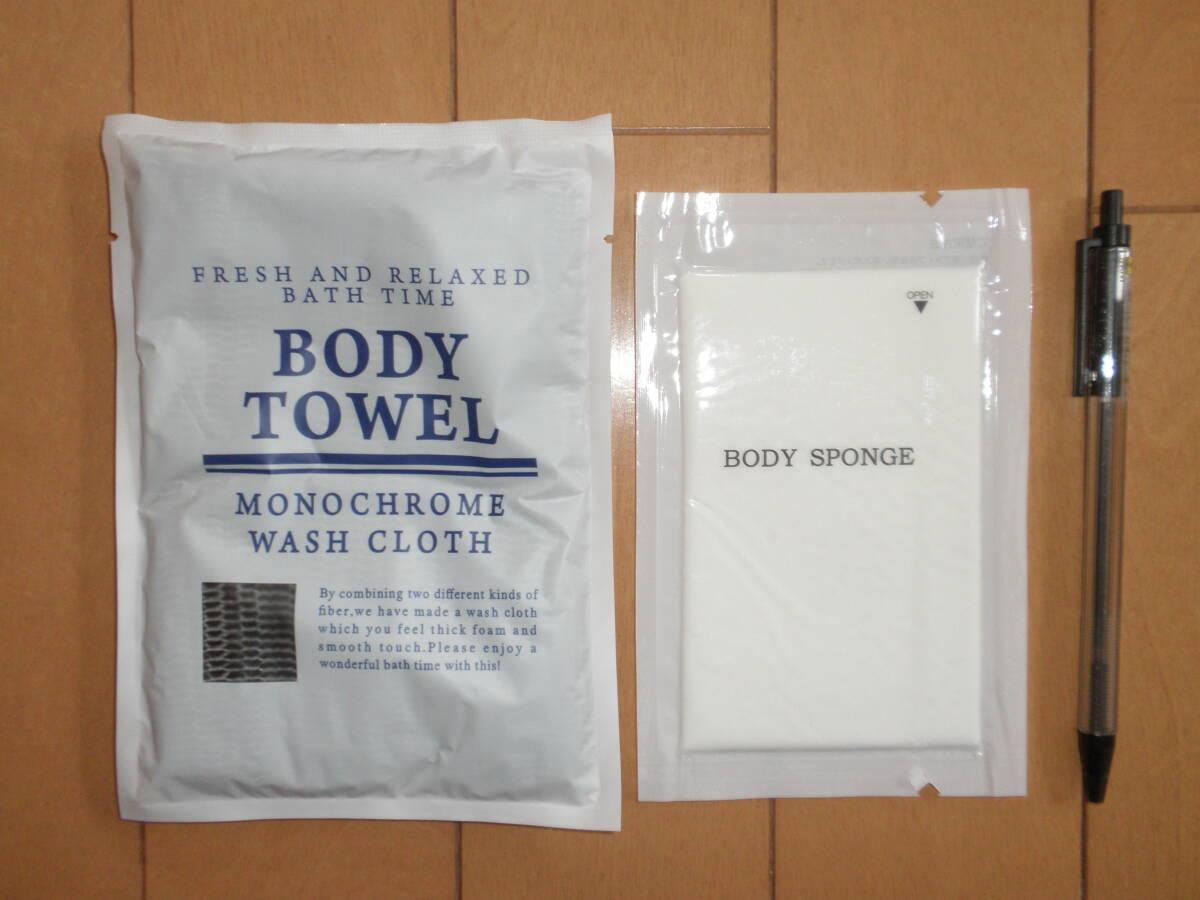 FRESH AND RELAXED
BATH TIME
BODY
TOWEL
MONOCHROME
WASH CLOTH
By combining two different kinds of
fiber,we have made a wash cloth
which you feel thick foam and
smooth touch.Please enjoy a
wonderful bath time with this!
OPEN
BODY SPONGE